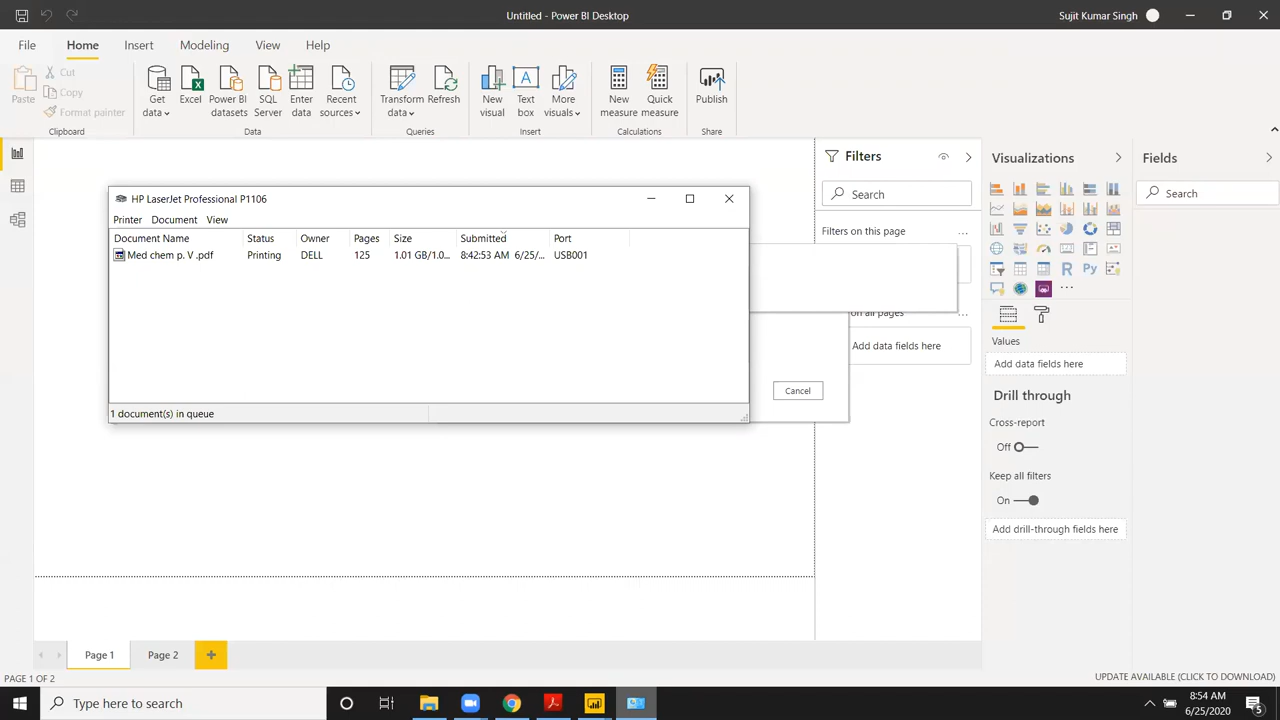 Untitled - Power BI Desktop
Sujit Kumar Singh
File Home Insert Modeling View Help
Paste
Cut
Copy
Format painter
Clipboard
Get data
Excel
Power BI datasets
SQL Server
Enter data
Recent sources
Data
Transform data
Refresh
Queries
New visual
Text box
More visuals
Insert
New measure
Quick measure
Calculations
Publish
Share
HP LaserJet Professional P1106
Printer Document View
Document Name Status Owner Pages Size Submitted Port
Med chem p. V .pdf Printing DELL 1.01 GB/1.0... 8:42:53 AM 6/25/... USB001
1 document(s) in queue
Cancel
Filters
Search
Filters on this page
...
on all pages
...
Add data fields here
Visualizations
R
Py
...
Values
Add data fields here
Drill through
Cross-report
Off
Keep all filters
On
Add drill-through fields here
Fields
Search
Page 1
Page 2
+
PAGE 1 OF 2
UPDATE AVAILABLE (CLICK TO DOWNLOAD)
Type here to search
8:54 AM
6/25/2020
5